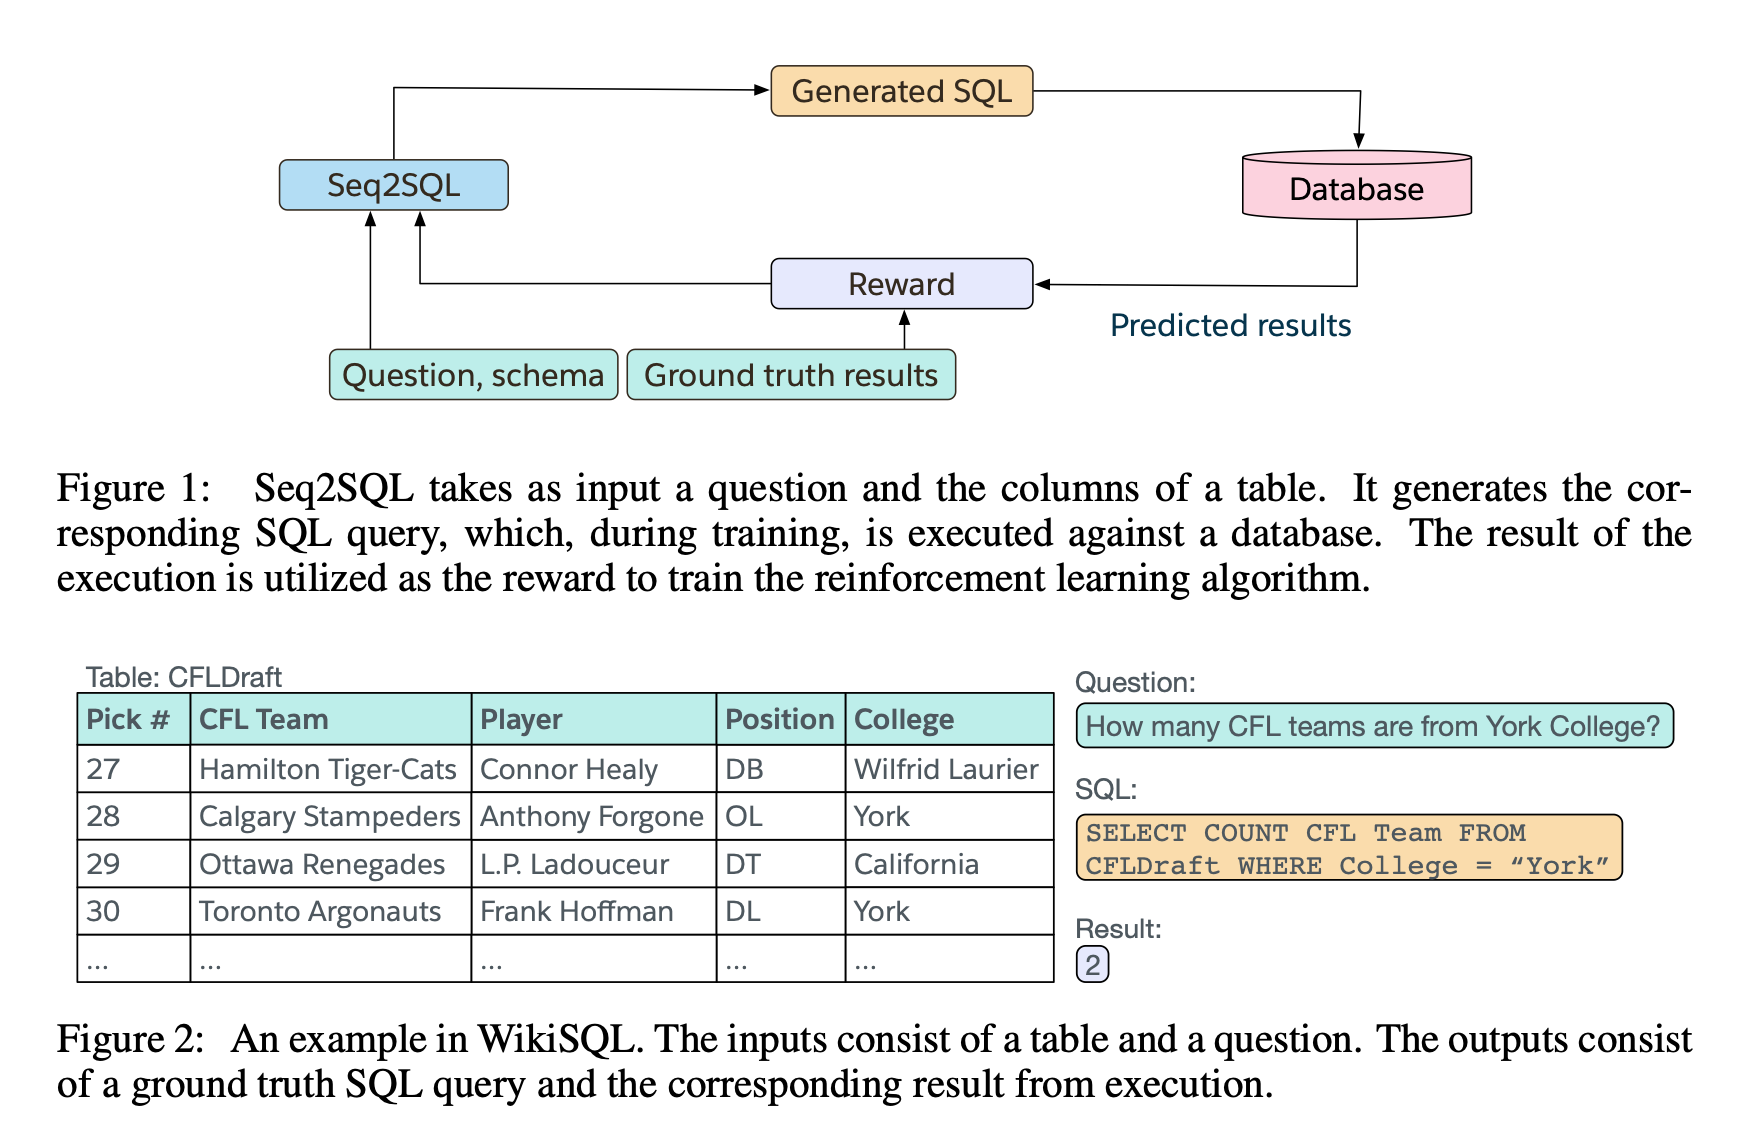 Generated SQL
Seq2SQL
Database
Reward
Predicted results
Question, schema
Ground truth results
Figure 1: Seq2SQL takes as input a question and the columns of a table. It generates the cor-
responding SQL query, which, during training, is executed against a database. The result of the
execution is utilized as the reward to train the reinforcement learning algorithm.
Table: CFLDraft
Pick # CFL Team Player Position College
27 Hamilton Tiger-Cats Connor Healy DB Wilfrid Laurier
28 Calgary Stampeders Anthony Forgone OL York
29 Ottawa Renegades L.P. Ladouceur DT California
30 Toronto Argonauts Frank Hoffman DL York
... ... ... ... ...
Question:
How many CFL teams are from York College?
SQL:
SELECT COUNT CFL Team FROM
CFLDraft WHERE College = “York”
Result:
2
Figure 2: An example in WikiSQL. The inputs consist of a table and a question. The outputs consist
of a ground truth SQL query and the corresponding result from execution.